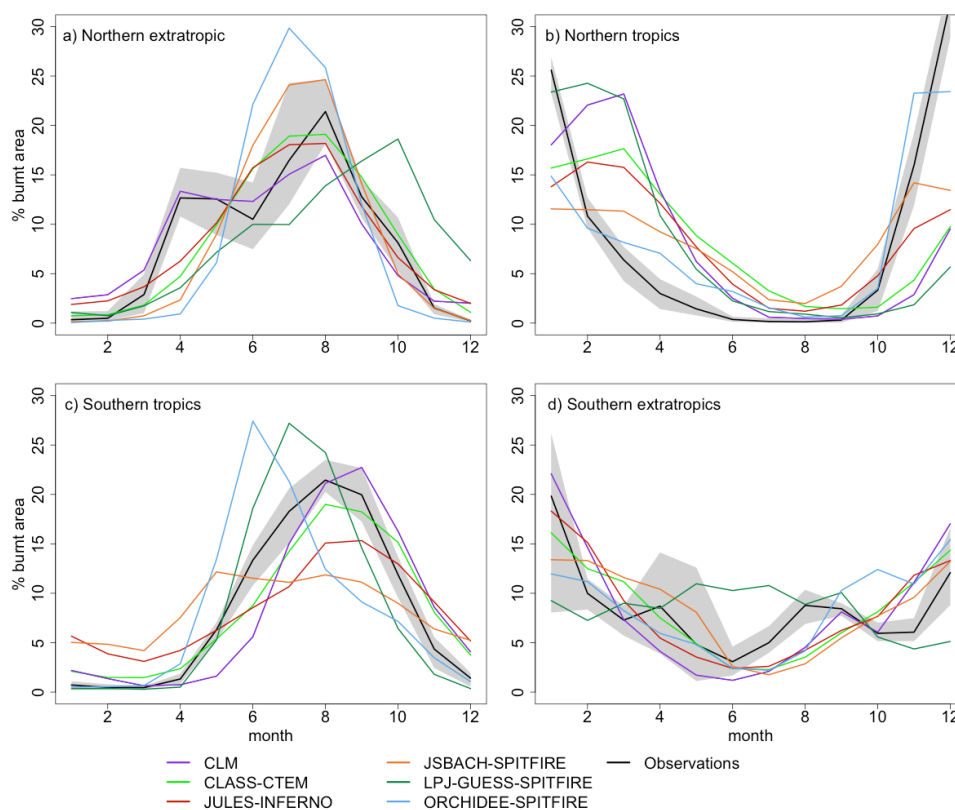 a) Northern extratropic
b) Northern tropics
% burnt area
0 5 10 15 20 25 30
0 5 10 15 20 25 30
2 4 6 8 10 12
2 4 6 8 10 12
c) Southern tropics
d) Southern extratropics
% burnt area
0 5 10 15 20 25 30
0 5 10 15 20 25 30
2 4 6 8 10 12
2 4 6 8 10 12
month
month
CLM
CLASS-CTEM
JULES-INFERNO
JSBACH-SPITFIRE
LPJ-GUESS-SPITFIRE
ORCHIDEE-SPITFIRE
Observations